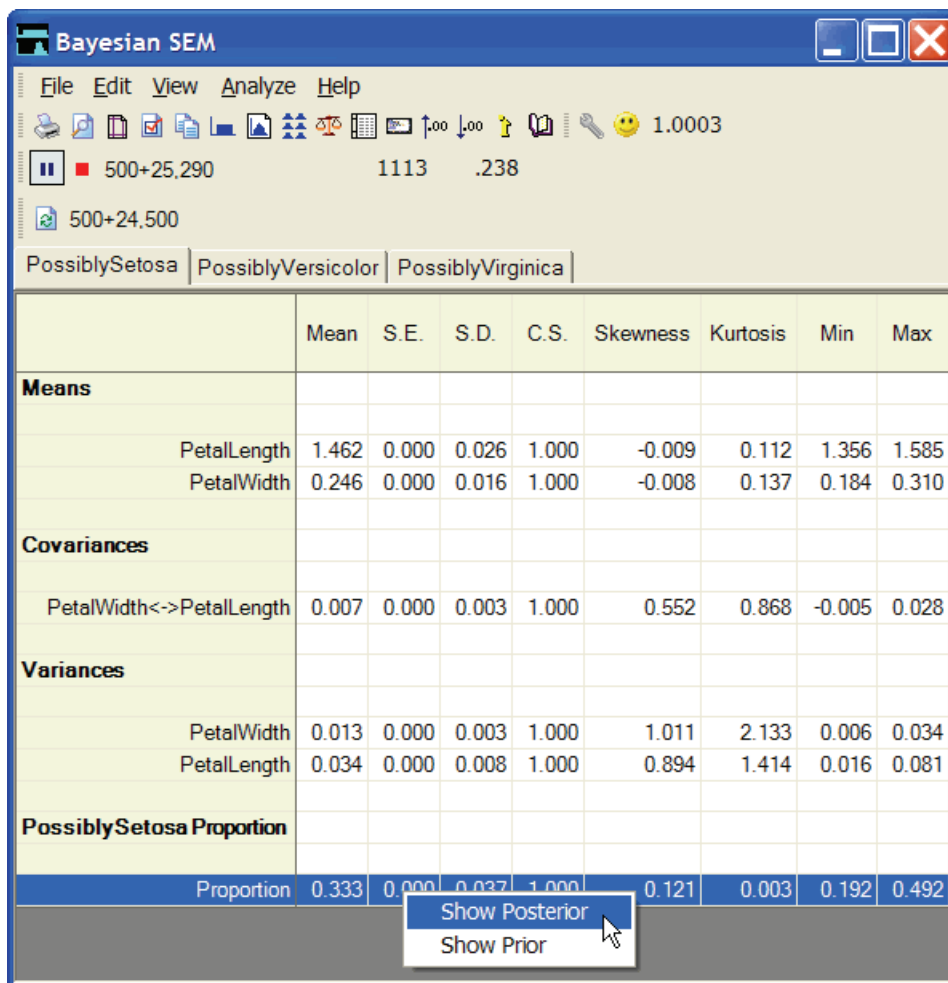 Bayesian SEM
File Edit View Analyze Help
1.0003
500+25,290 1113 .238
500+24,500
PossiblySetosa PossiblyVersicolor PossiblyVirginica
Mean S.E. S.D. C.S. Skewness Kurtosis Min Max
Means
PetalLength 1.462 0.000 0.026 1.000 -0.009 0.112 1.356 1.585
PetalWidth 0.246 0.000 0.016 1.000 -0.008 0.137 0.184 0.310
Covariances
PetalWidth<->PetalLength 0.007 0.000 0.003 1.000 0.552 0.868 -0.005 0.028
Variances
PetalWidth 0.013 0.000 0.003 1.000 1.011 2.133 0.006 0.034
PetalLength 0.034 0.000 0.008 1.000 0.894 1.414 0.016 0.081
PossiblySetosa Proportion
Proportion 0.333 0.000 0.037 1.000 0.121 0.003 0.192 0.492
Show Posterior
Show Prior